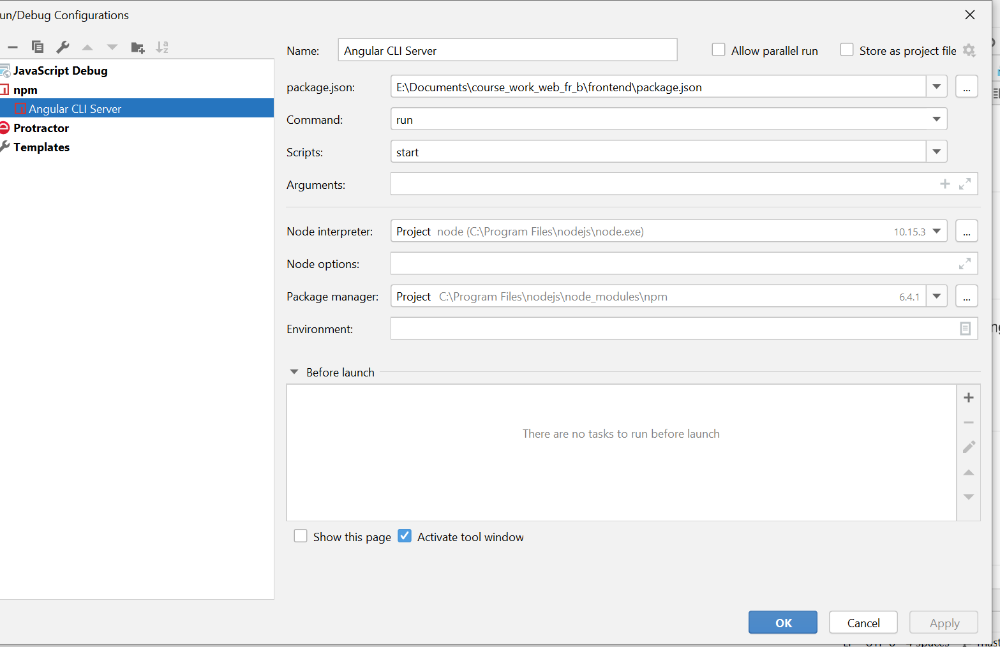 un/Debug Configurations
Name: Angular CLI Server Allow parallel run Store as project file
JavaScript Debug
npm
Angular CLI Server
Protractor
Templates
package.json: E:\Documents\course_work_web_fr_b\frontend\package.json ...
Command: run
Scripts: start
Arguments:
Node interpreter: Project node (C:\Program Files\nodejs\node.exe) 10.15.3 ...
Node options:
Package manager: Project C:\Program Files\nodejs\node_modules\npm 6.4.1 ...
Environment:
Before launch
There are no tasks to run before launch
Show this page Activate tool window
OK Cancel Apply